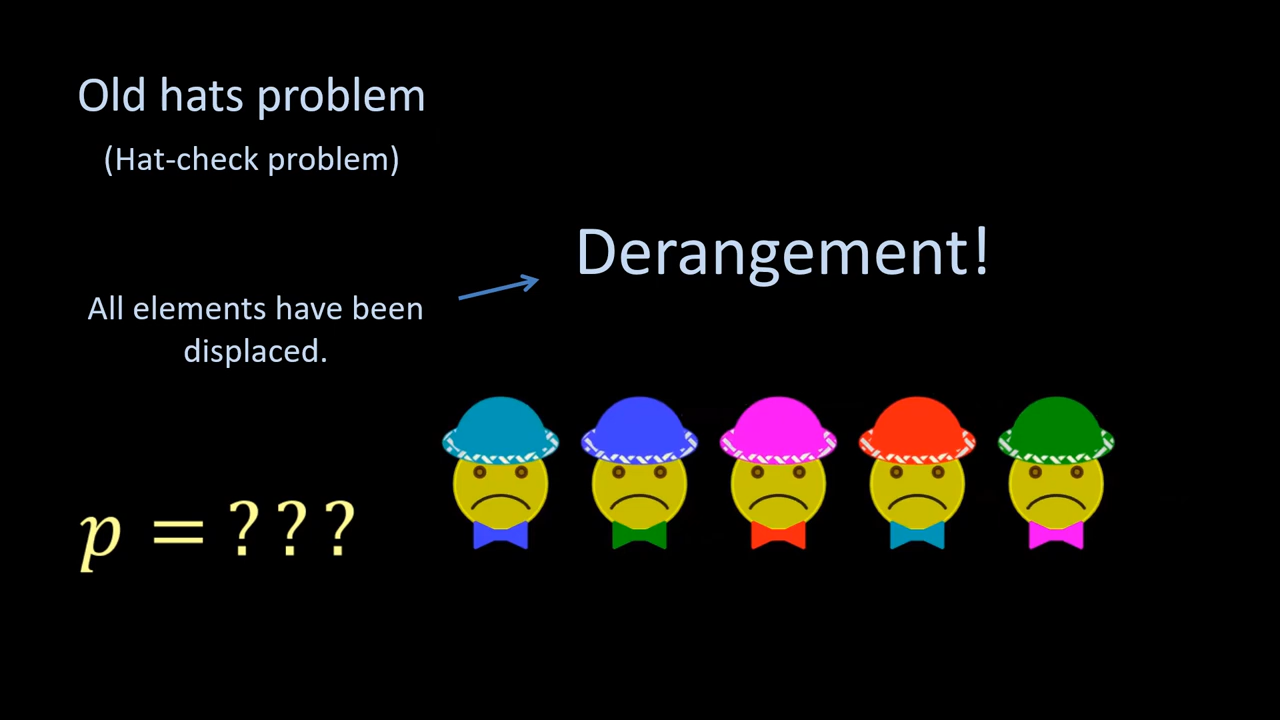 Old hats problem
(Hat-check problem)
Derangement!
All elements have been
displaced.
p = ???